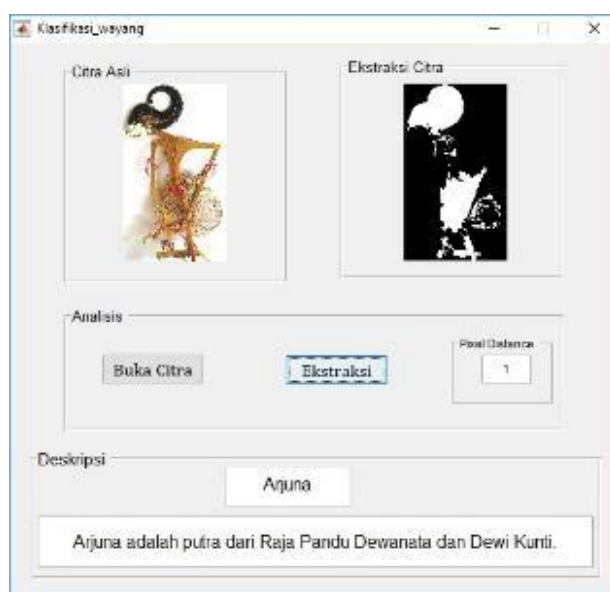 Klasifikasi_wayang
Citra Asli
Ekstraksi Citra
Analisis
Buka Citra
Ekstraksi
Pixel Distance
1
Deskripsi
Arjuna
Arjuna adalah putra dari Raja Pandu Dewanata dan Dewi Kunti.